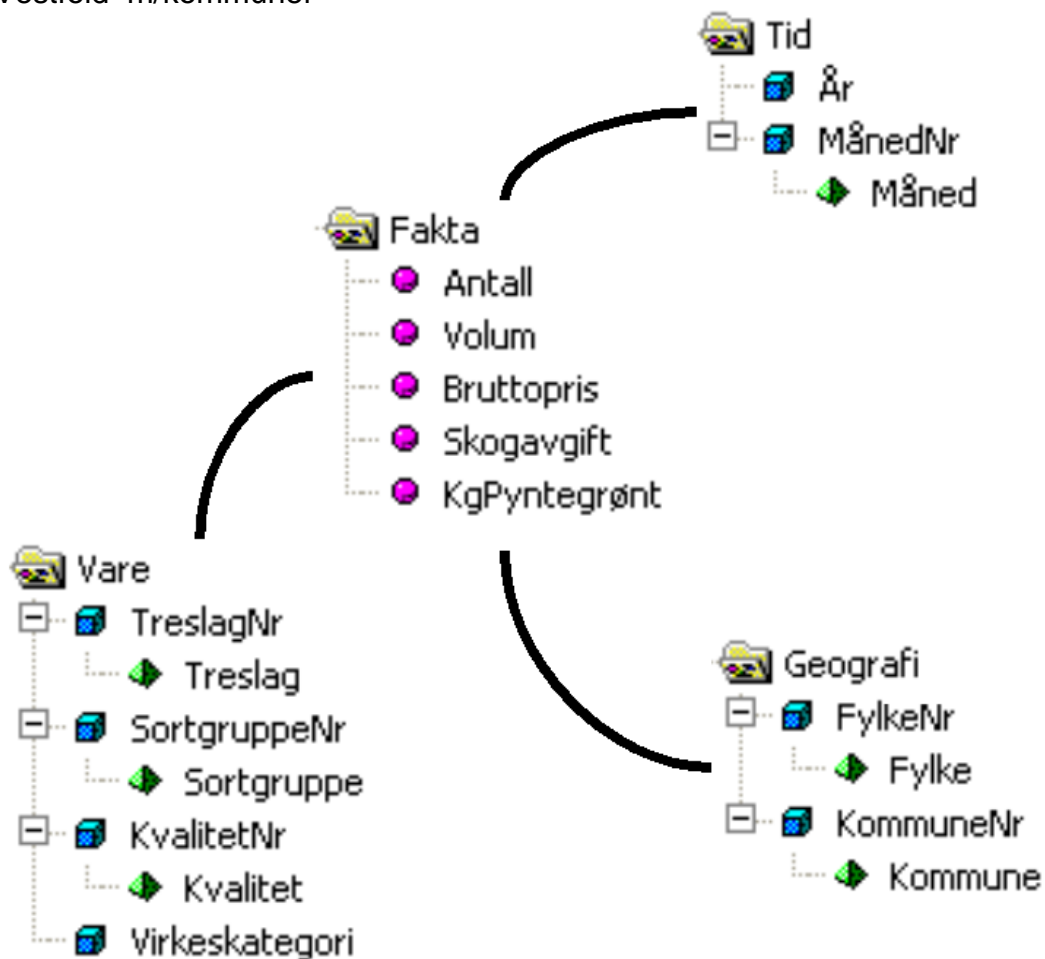 Tid
År
MånedNr
Måned
Fakta
Antall
Volum
Bruttopris
Skogavgift
KgPyntegrønt
Vare
TreslagNr
Treslag
SortgruppeNr
Sortgruppe
KvalitetNr
Kvalitet
Virkeskategori
Geografi
FylkeNr
Fylke
KommuneNr
Kommune